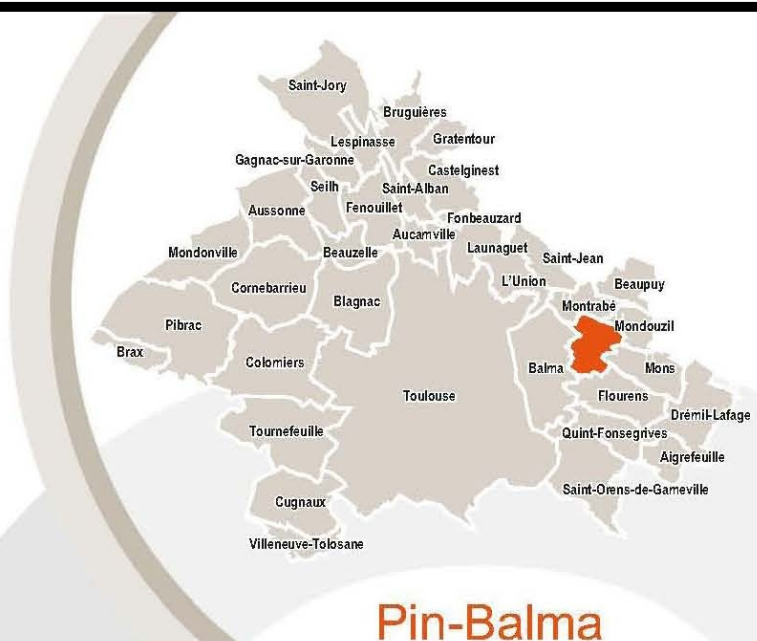 Saint-Jory
Bruguières
Lespinasse
Gratentour
Gagnac-sur-Garonne
Castelginest
Seilh
Saint-Alban
Aussonne
Fenouillet
Fonbeauzard
Aucamville
Launaguet
Mondonville
Beauzelle
Saint-Jean
L'Union
Beaupuy
Cornebarrieu
Blagnac
Montrabé
Pibrac
Mondouzil
Brax
Colomiers
Balma
Mons
Toulouse
Flourens
Drémil-Lafage
Tournefeuille
Quint-Fonsegrives
Aigrefeuille
Saint-Orens-de-Gameville
Cugnaux
Villeneuve-Tolosane
Pin-Balma